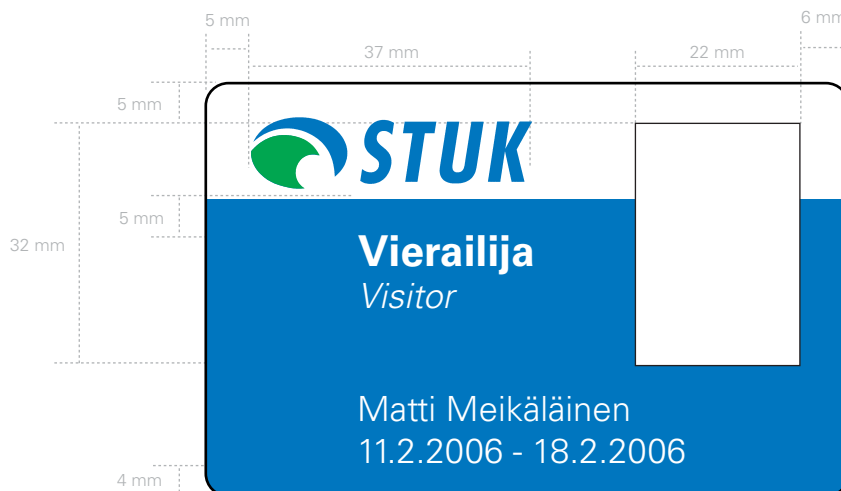 5 mm
6 mm
37 mm
22 mm
5 mm
STUK
5 mm
32 mm
Vierailija
Visitor
Matti Meikäläinen
11.2.2006 - 18.2.2006
4 mm